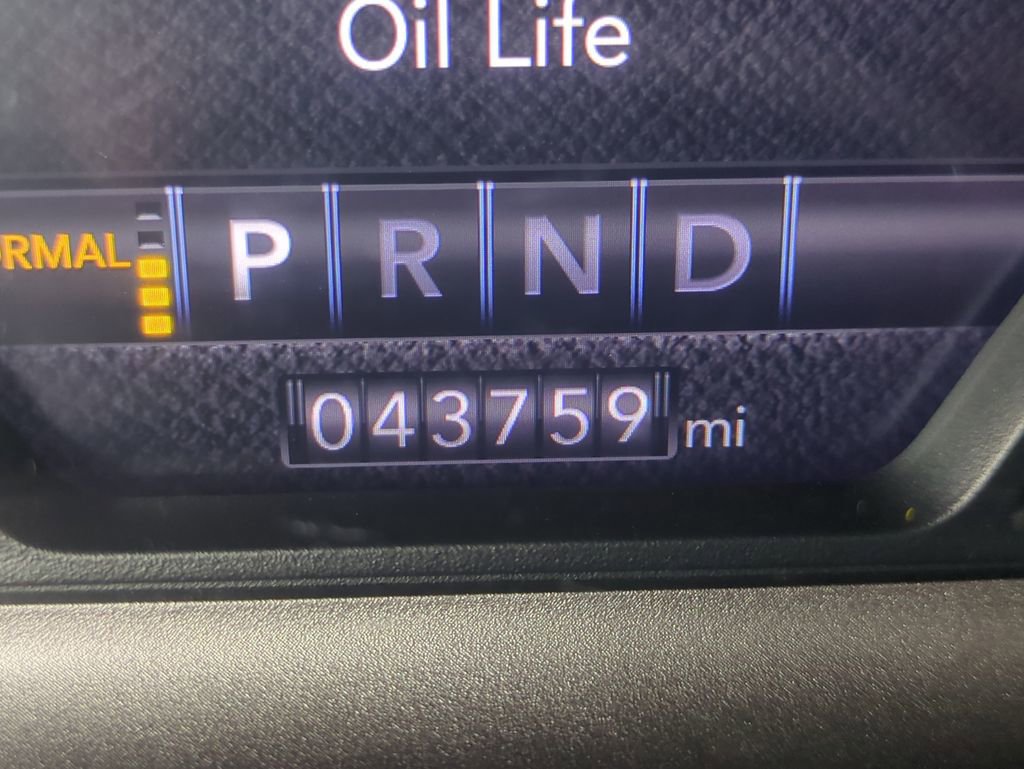 Oil Life
RMAL P R N D
043759 mi